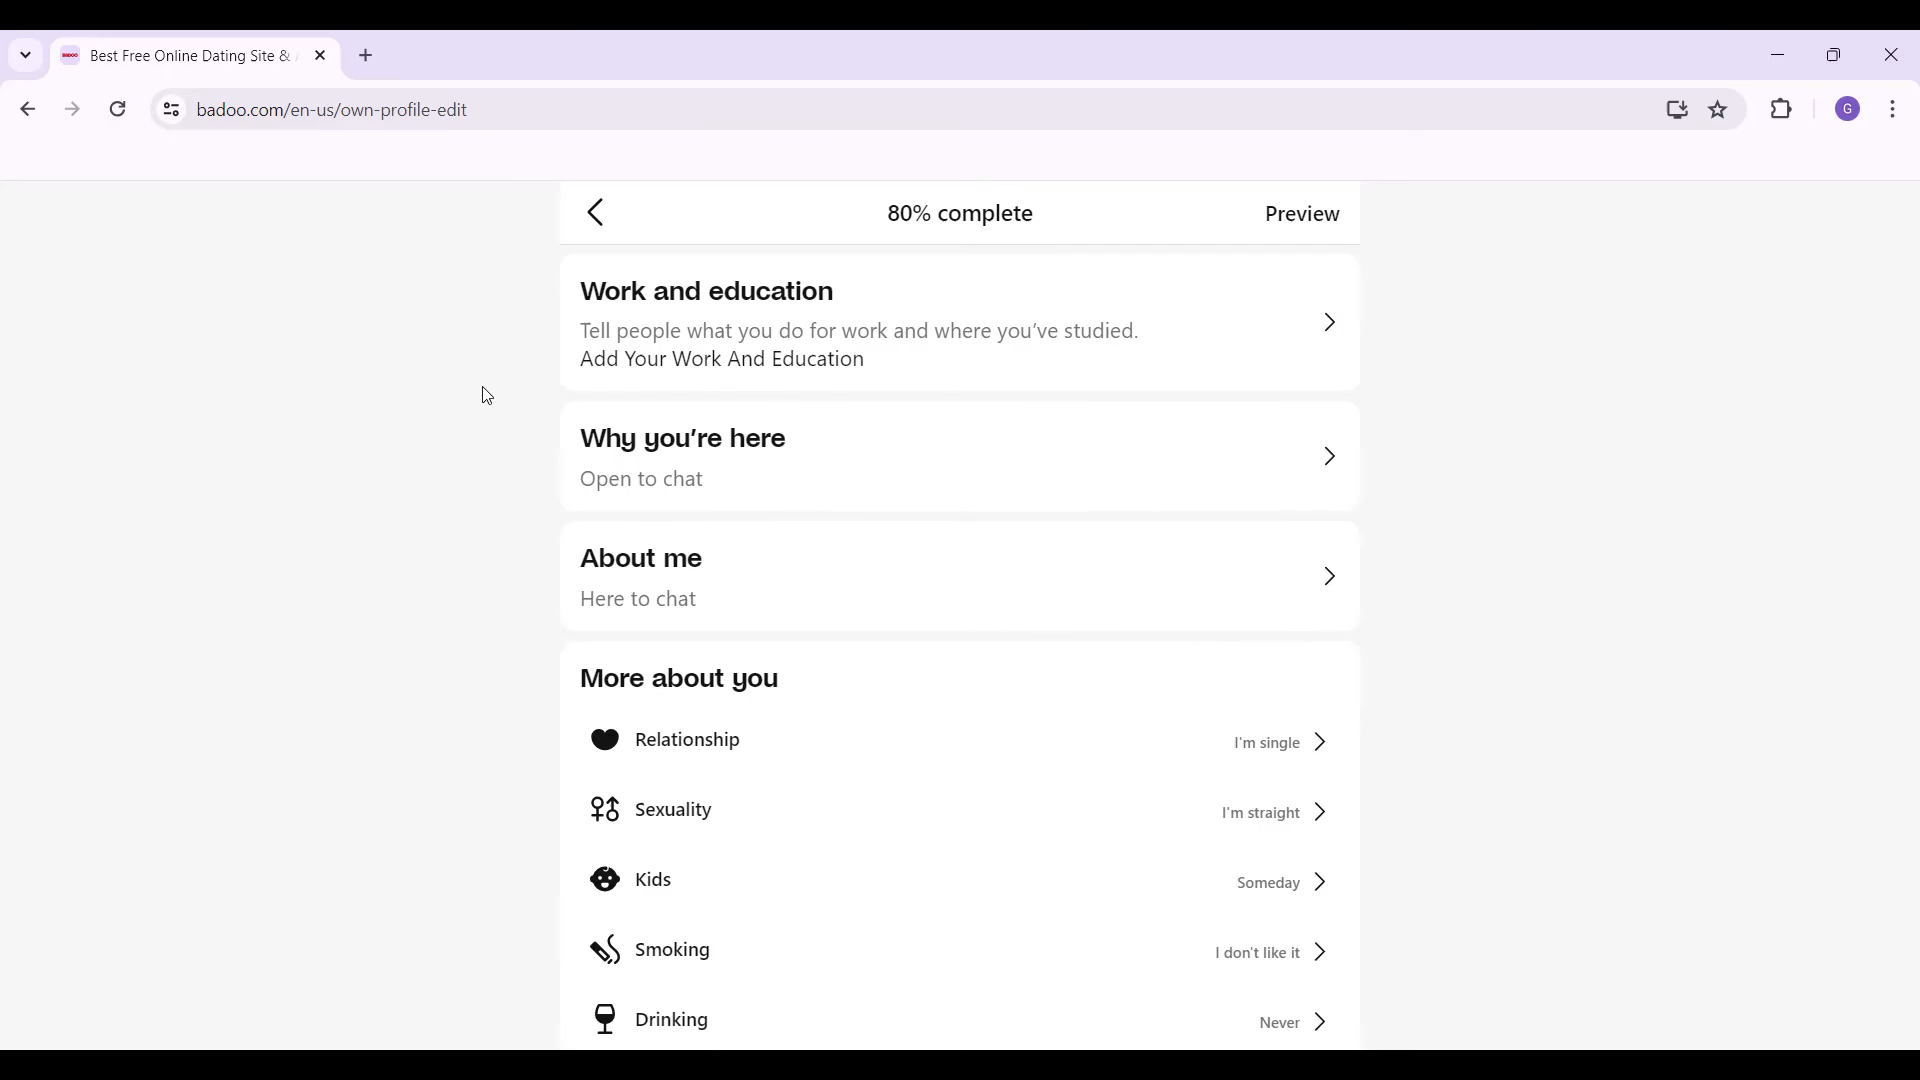 Best Free Online Dating Site &
badoo.com/en-us/own-profile-edit
G
80% complete
Preview
Work and education
Tell people what you do for work and where you've studied.
Add Your Work And Education
Why you're here
Open to chat
About me
Here to chat
More about you
Relationship
I'm single
Sexuality
I'm straight
Kids
Someday
Smoking
I don't like it
Drinking
Never